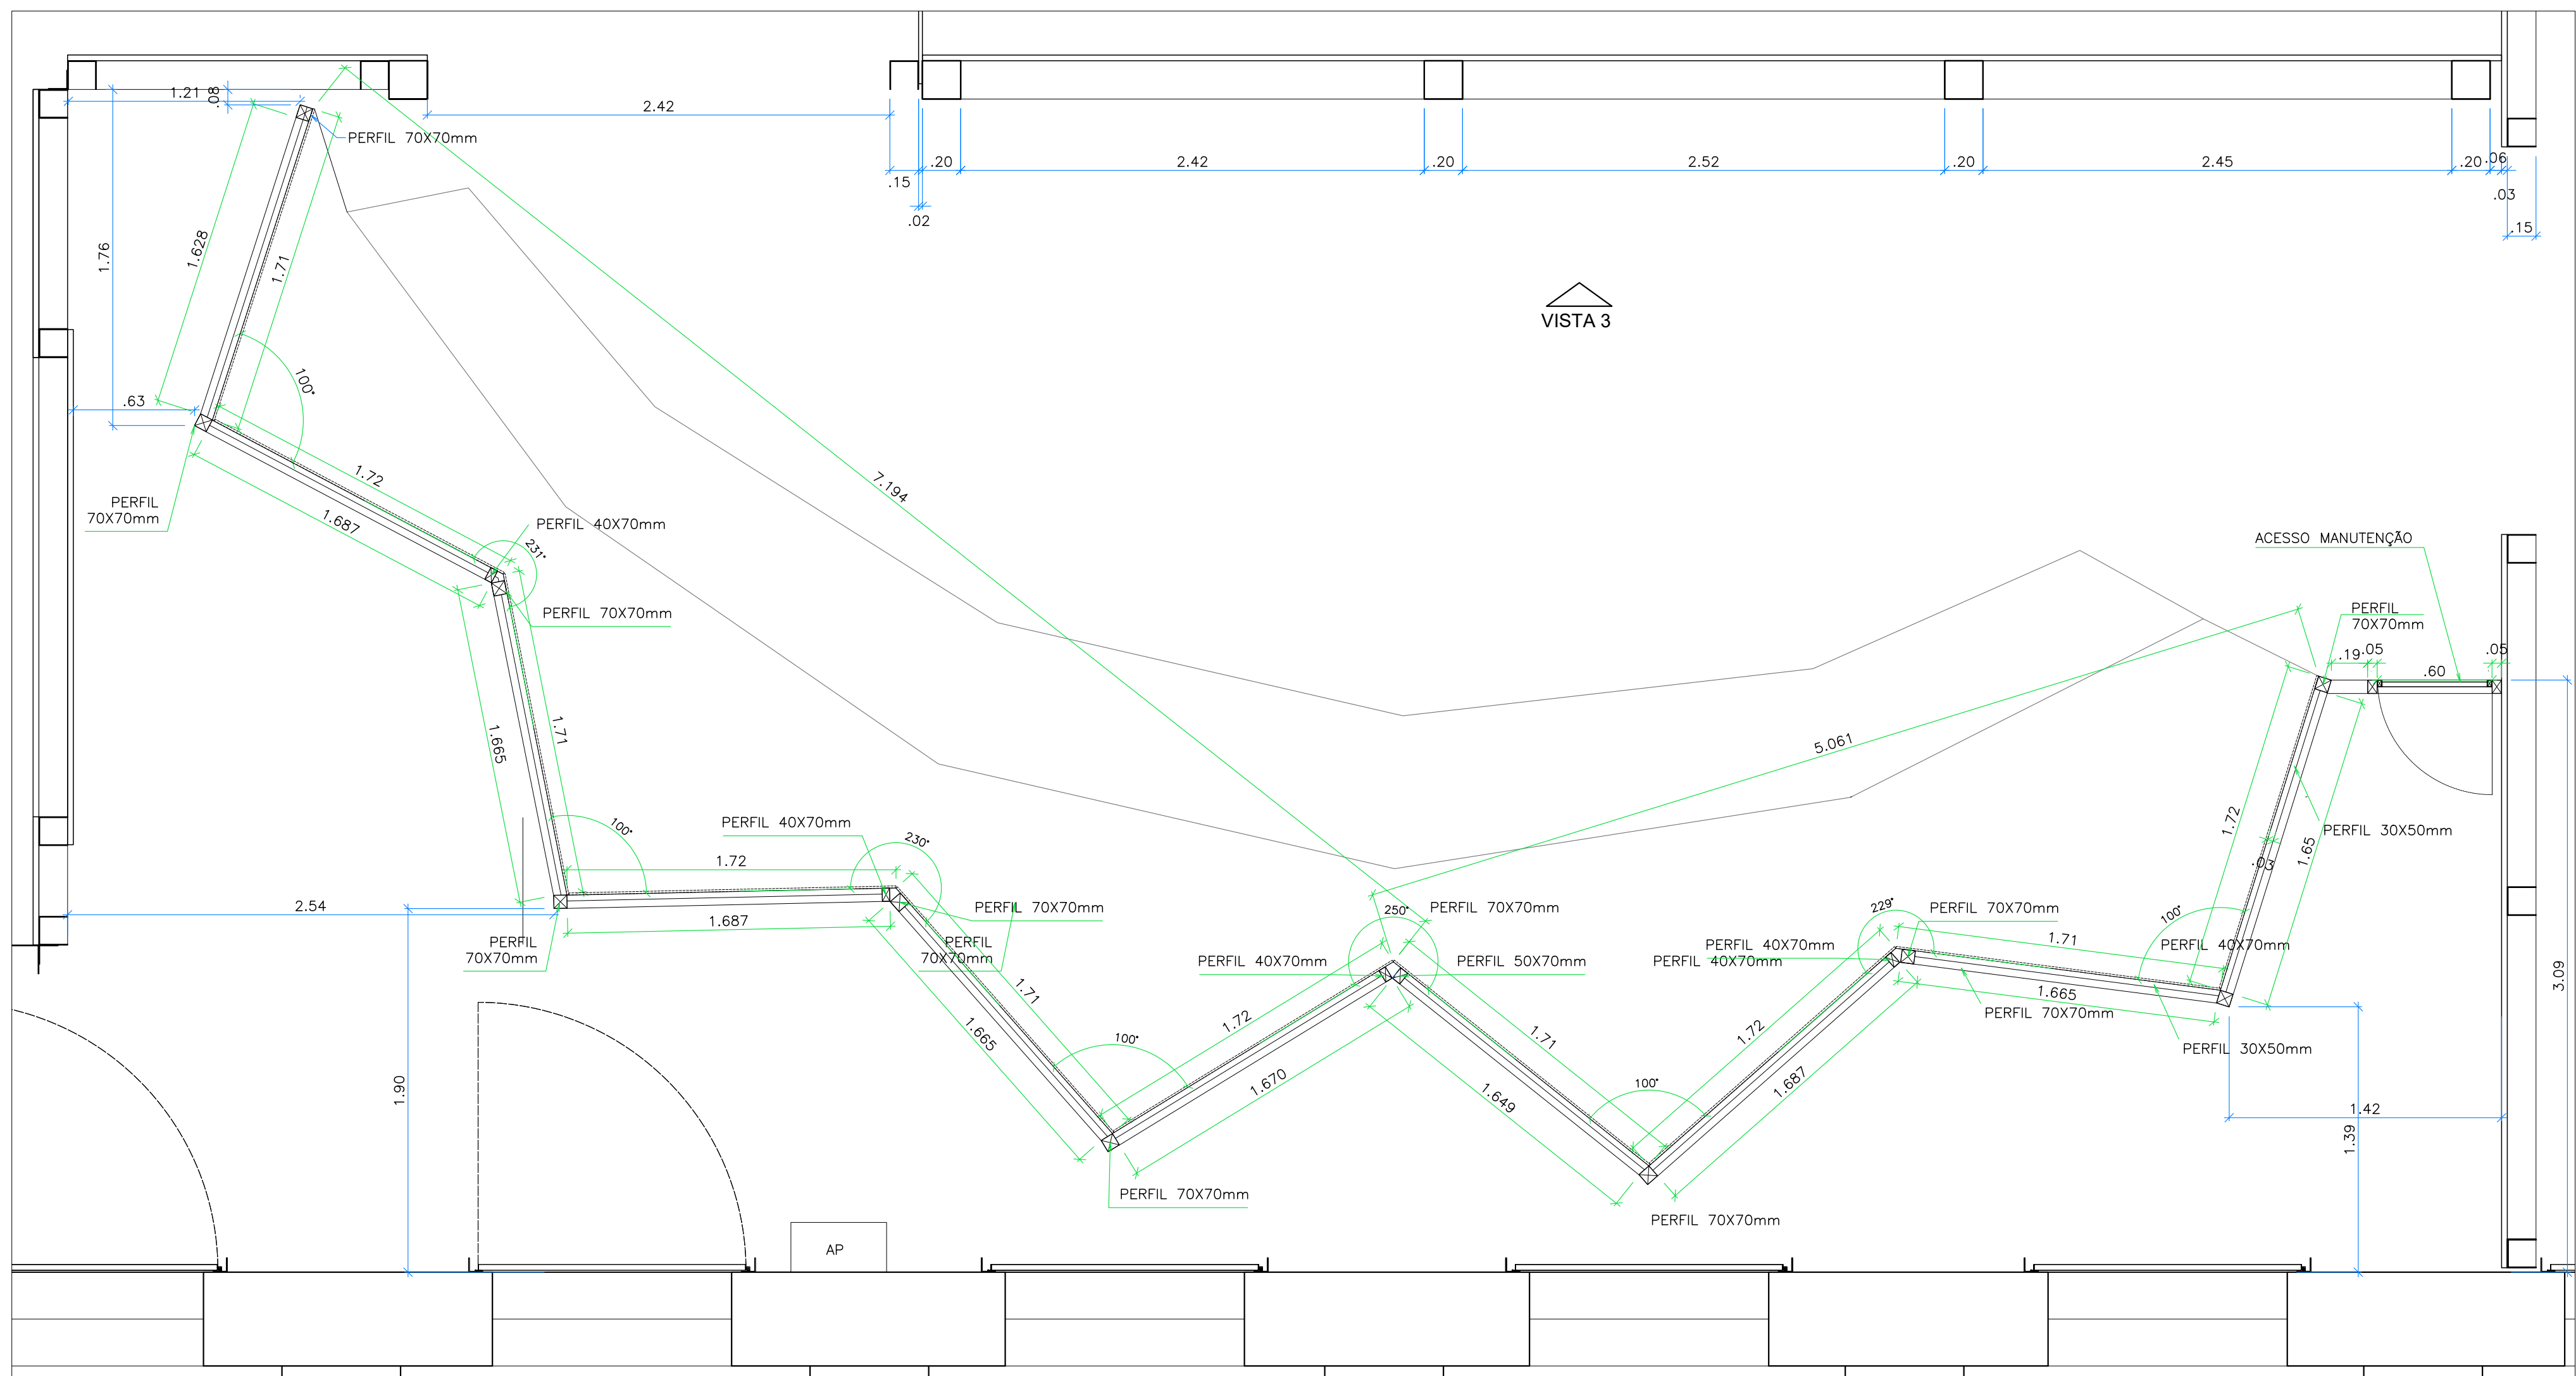 1.21
.08
PERFIL 70X70mm
2.42
.15
.02
.20
2.42
.20
2.52
.20
2.45
.20
.06
.03
.15
1.76
1.628
1.71
100°
.63
VISTA 3
1.72
1.687
PERFIL
70X70mm
7.194
PERFIL 40X70mm
231°
PERFIL 70X70mm
ACESSO MANUTENÇÃO
PERFIL
70X70mm
.19
.05
.60
.05
1.665
1.71
5.061
100°
PERFIL 40X70mm
230°
1.72
1.687
2.54
PERFIL 70X70mm
PERFIL
70X70mm
PERFIL
70X70mm
1.71
1.665
250°
PERFIL 70X70mm
PERFIL 40X70mm
PERFIL 50X70mm
229°
PERFIL 70X70mm
PERFIL 40X70mm
PERFIL 40X70mm
1.71
100°
PERFIL 40X70mm
1.72
.03
1.65
PERFIL 30X50mm
1.665
PERFIL 70X70mm
PERFIL 30X50mm
3.09
1.90
100°
1.72
1.670
1.71
1.649
100°
1.72
1.687
1.42
1.39
PERFIL 70X70mm
PERFIL 70X70mm
AP